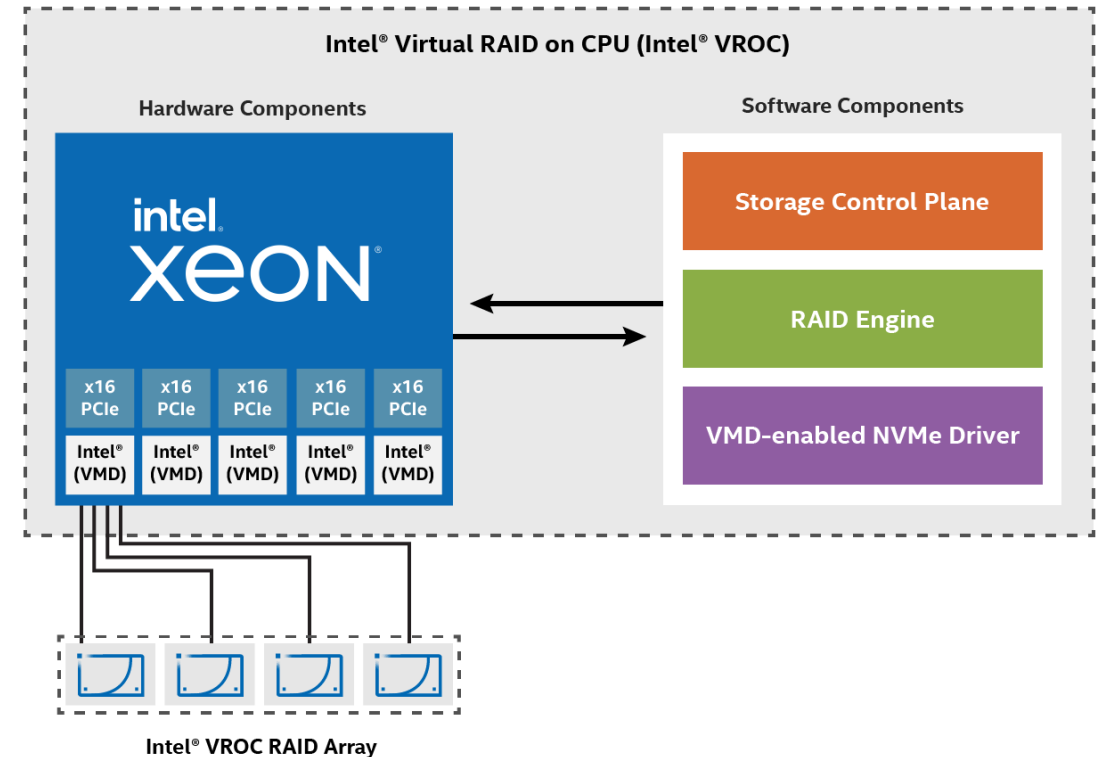 Intel® Virtual RAID on CPU (Intel® VROC)
Hardware Components
Software Components
intel.
xeon®
x16
PCIe
x16
PCIe
x16
PCIe
x16
PCIe
x16
PCIe
Intel®
(VMD)
Intel®
(VMD)
Intel®
(VMD)
Intel®
(VMD)
Intel®
(VMD)
Storage Control Plane
RAID Engine
VMD-enabled NVMe Driver
Intel® VROC RAID Array